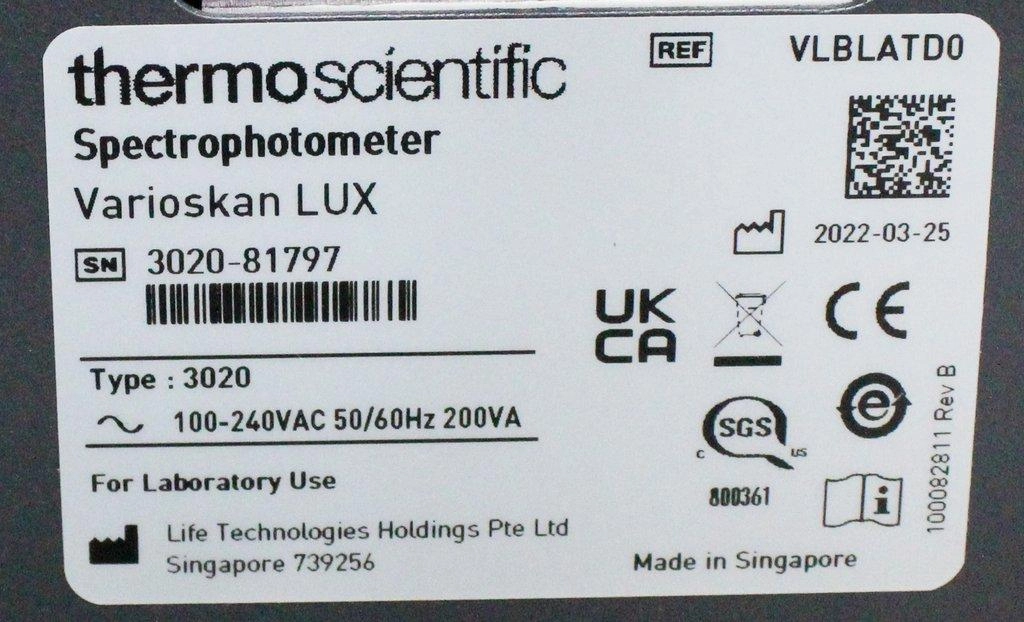 thermoscientific
REF VLBLATD0
Spectrophotometer
Varioskan LUX
SN 3020-81797
2022-03-25
UK
CA
CE
Type : 3020
100-240VAC 50/60Hz 200VA
e
SGS
C US
800361
i
For Laboratory Use
Life Technologies Holdings Pte Ltd
Singapore 739256
Made in Singapore
100082811 Rev B